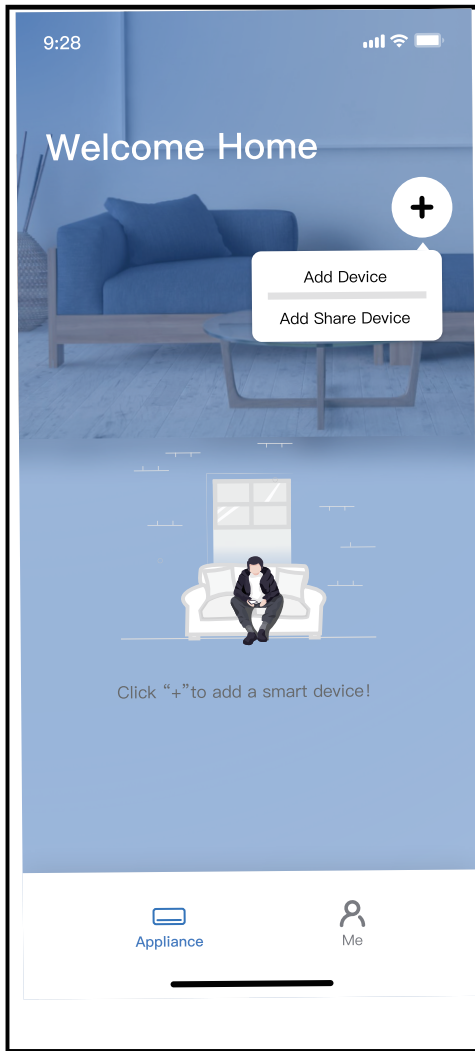 9:28
Welcome Home
+
Add Device
Add Share Device
Click “+”to add a smart device!
Appliance
Me